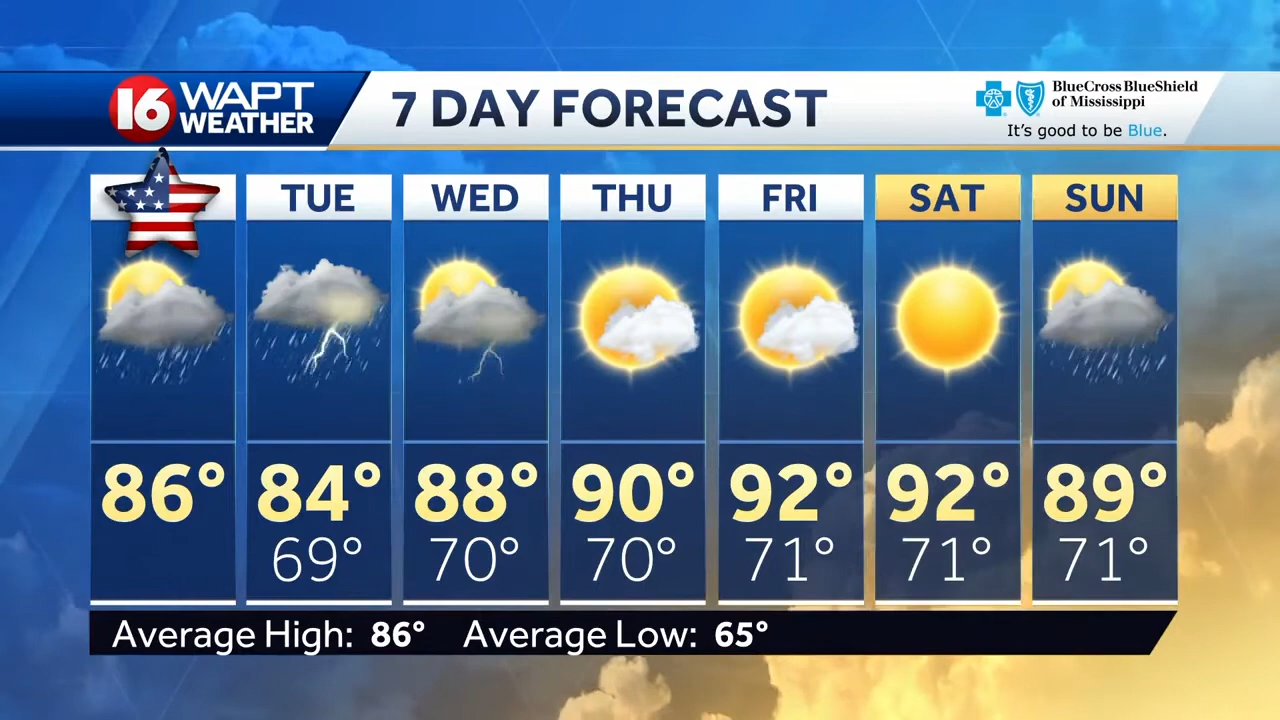 16 WAPT WEATHER
7 DAY FORECAST
BlueCross BlueShield
of Mississippi
It's good to be Blue.
TUE WED THU FRI SAT SUN
86° 84° 88° 90° 92° 92° 89°
69° 70° 70° 71° 71° 71°
Average High: 86° Average Low: 65°